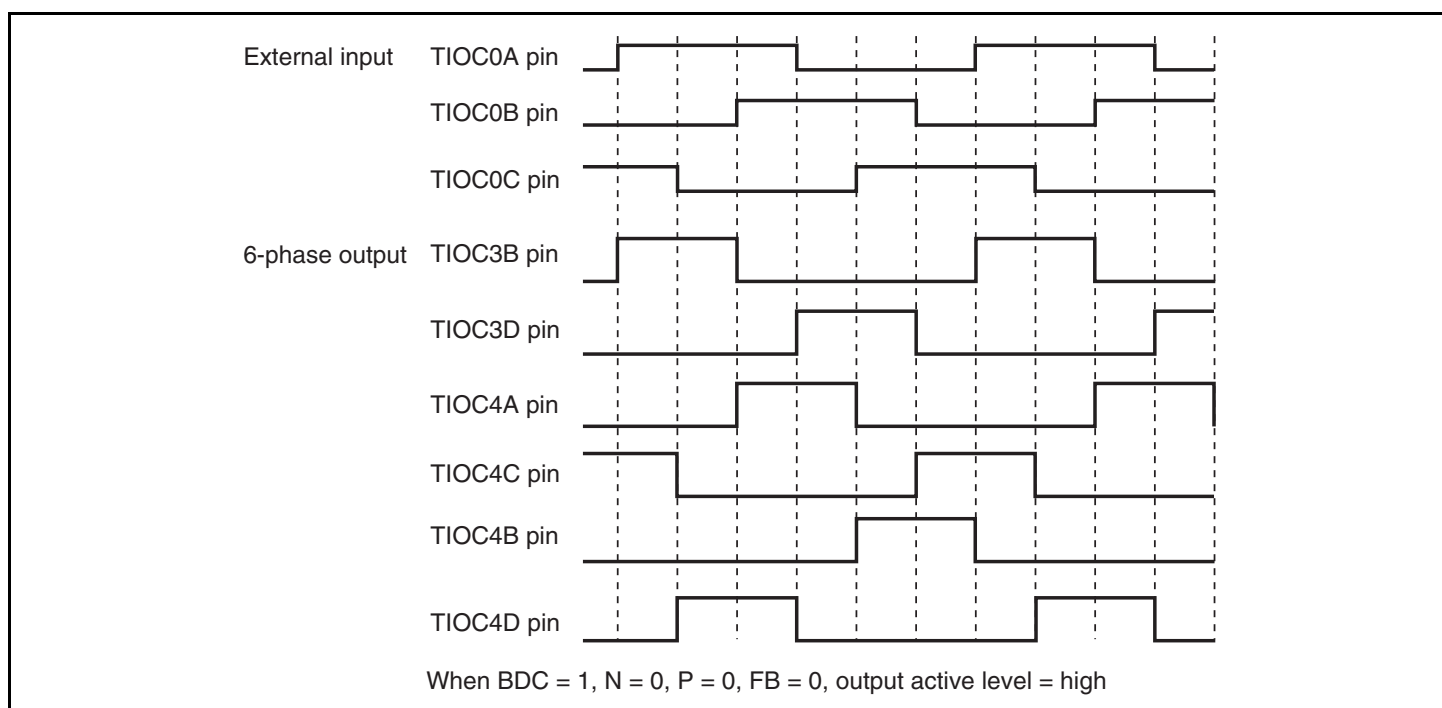 External input TIOC0A pin
TIOC0B pin
TIOC0C pin
6-phase output TIOC3B pin
TIOC3D pin
TIOC4A pin
TIOC4C pin
TIOC4B pin
TIOC4D pin
When BDC = 1, N = 0, P = 0, FB = 0, output active level = high